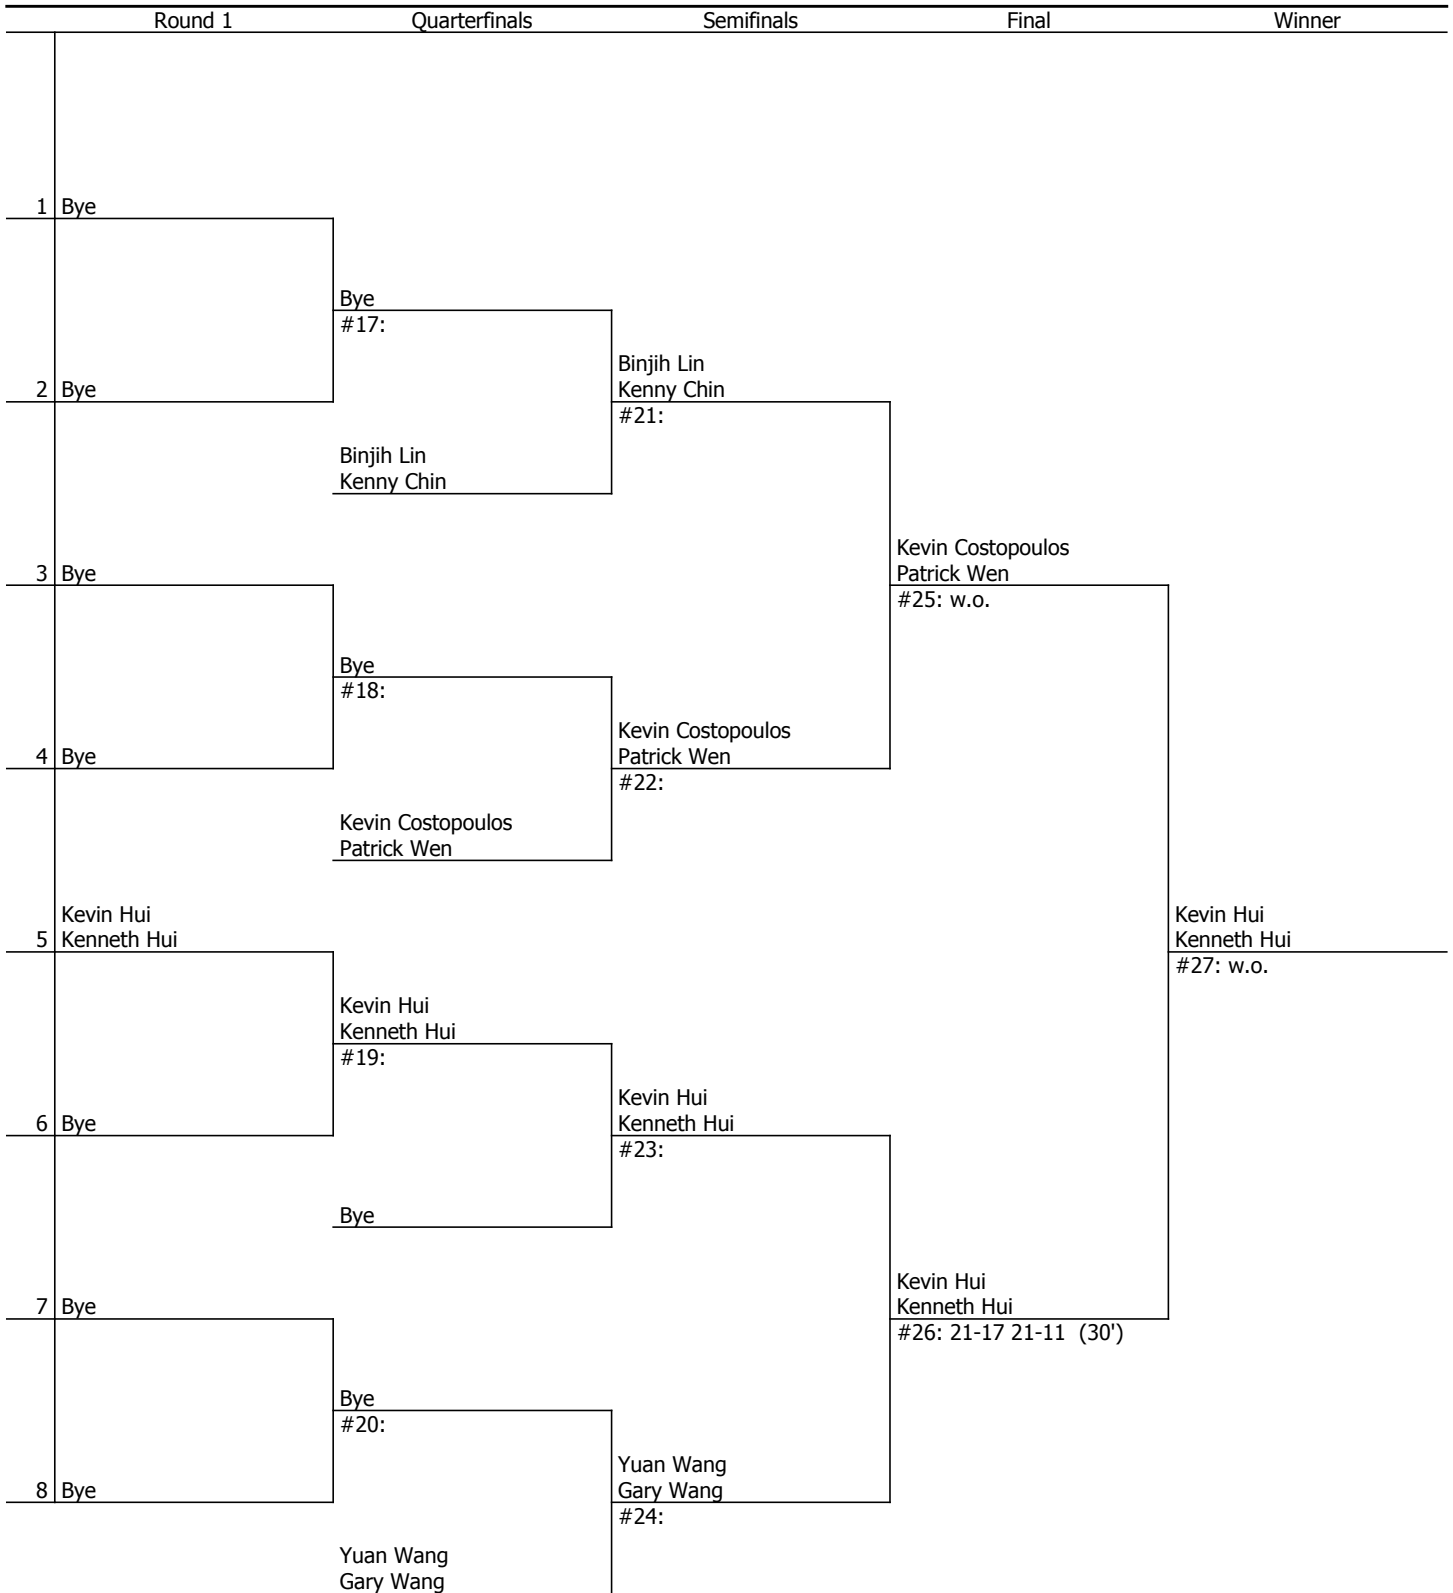 Round 1 Quarterfinals Semifinals Final Winner
1 Bye
Bye
#17:
Binjih Lin
2 Bye Kenny Chin
#21:
Binjih Lin
Kenny Chin
Kevin Costopoulos
3 Bye Patrick Wen
#25: w.o.
Bye
#18:
Kevin Costopoulos
4 Bye Patrick Wen
#22:
Kevin Costopoulos
Patrick Wen
Kevin Hui Kevin Hui
5 Kenneth Hui Kenneth Hui
#27: w.o.
Kevin Hui
Kenneth Hui
#19:
Kevin Hui
6 Bye Kenneth Hui
#23:
Bye
Kevin Hui
7 Bye Kenneth Hui
#26: 21-17 21-11 (30')
Bye
#20:
Yuan Wang
8 Bye Gary Wang
#24:
Yuan Wang
Gary Wang